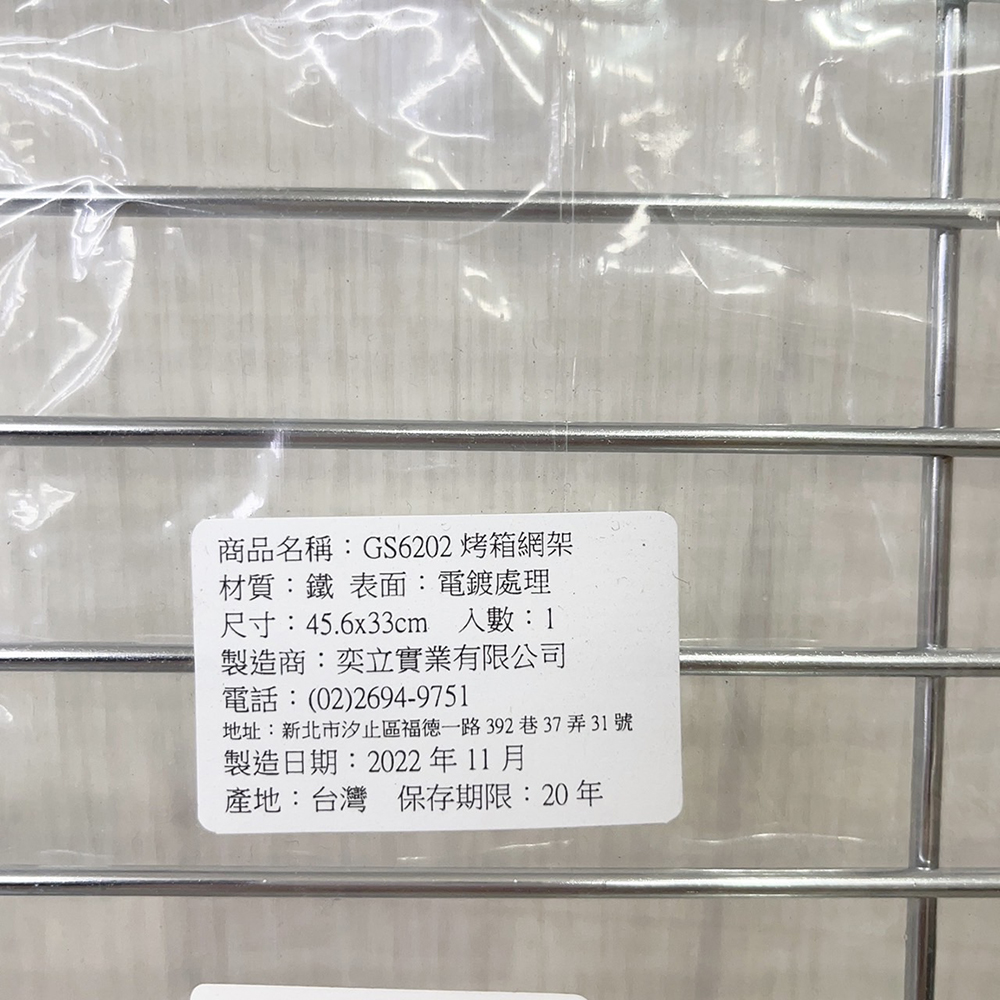 商品名稱：GS6202 烤箱網架
材質：鐵 表面：電鍍處理
尺寸：45.6x33cm 入數：1
製造商：奕立實業有限公司
電話：(02)2694-9751
地址：新北市汐止區福德一路 392 巷 37 弄 31 號
製造日期：2022 年 11 月
產地：台灣 保存期限：20 年